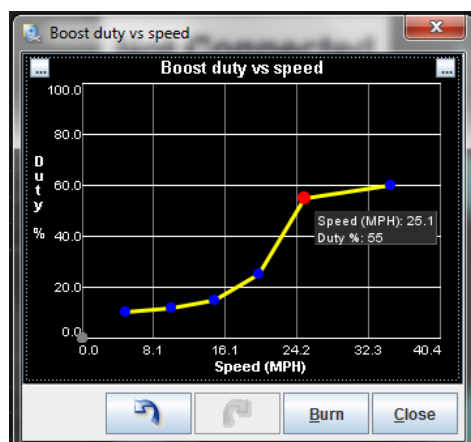 Boost duty vs speed
Boost duty vs speed
...
...
100.0
80.0
60.0
40.0
20.0
0.0
Duty %
Speed (MPH): 25.1
Duty %: 55
0.0 8.1 16.1 24.2 32.3 40.4
Speed (MPH)
Burn
Close